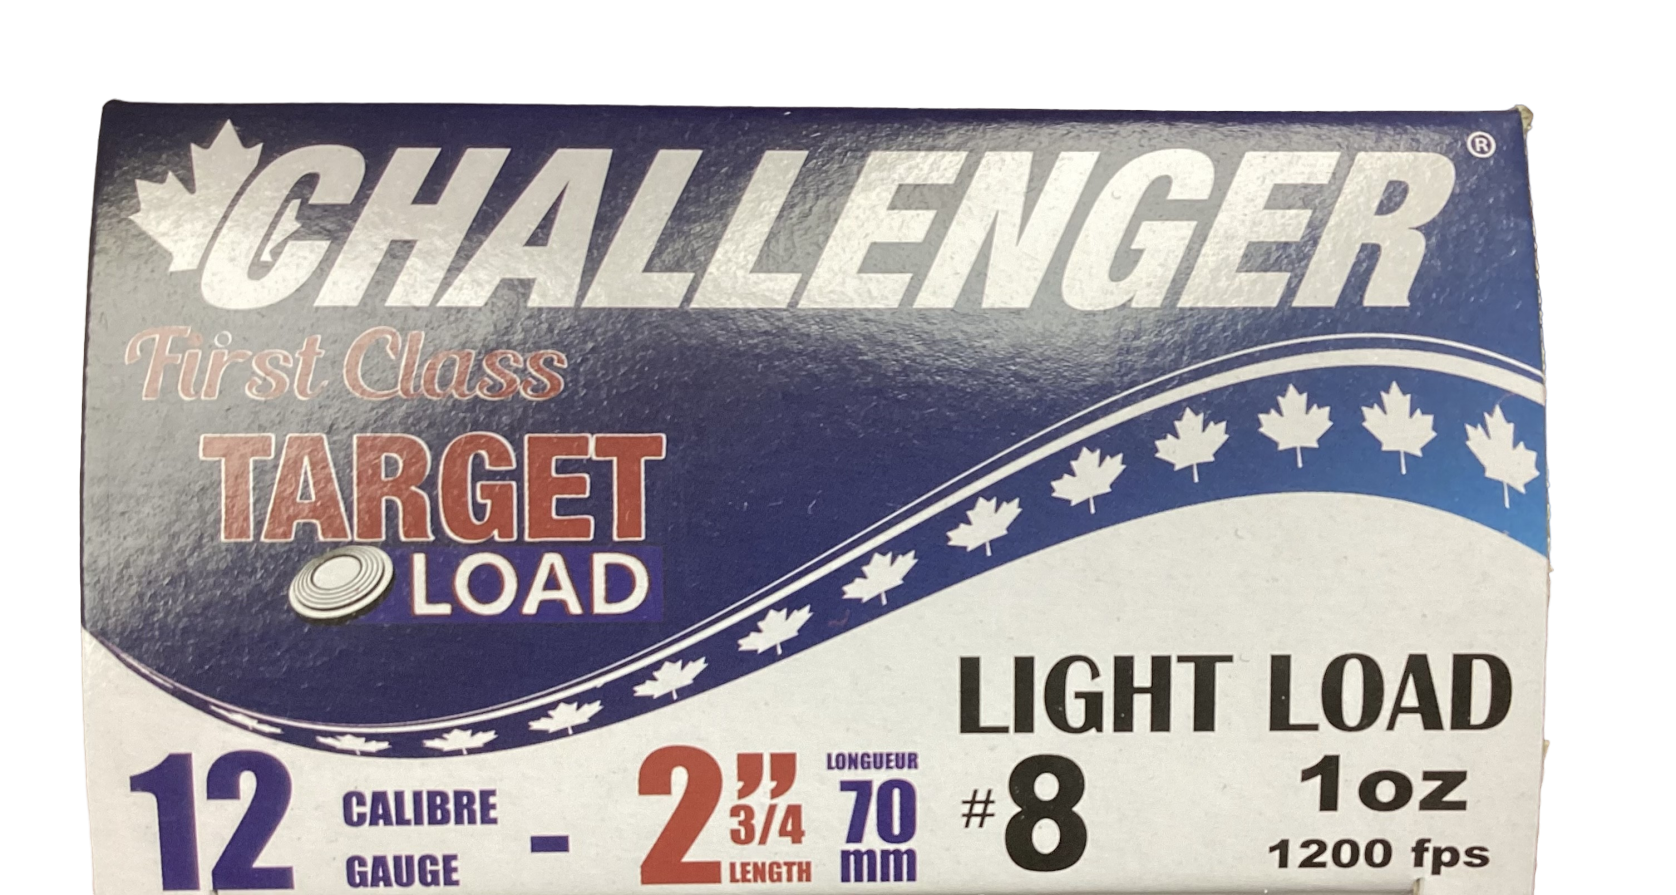 CHALLENGER®
First Class
TARGET
LOAD
LIGHT LOAD
12 CALIBRE GAUGE - 2" 3/4 LENGTH
LONGUEUR 70 mm
#8
1oz
1200 fps